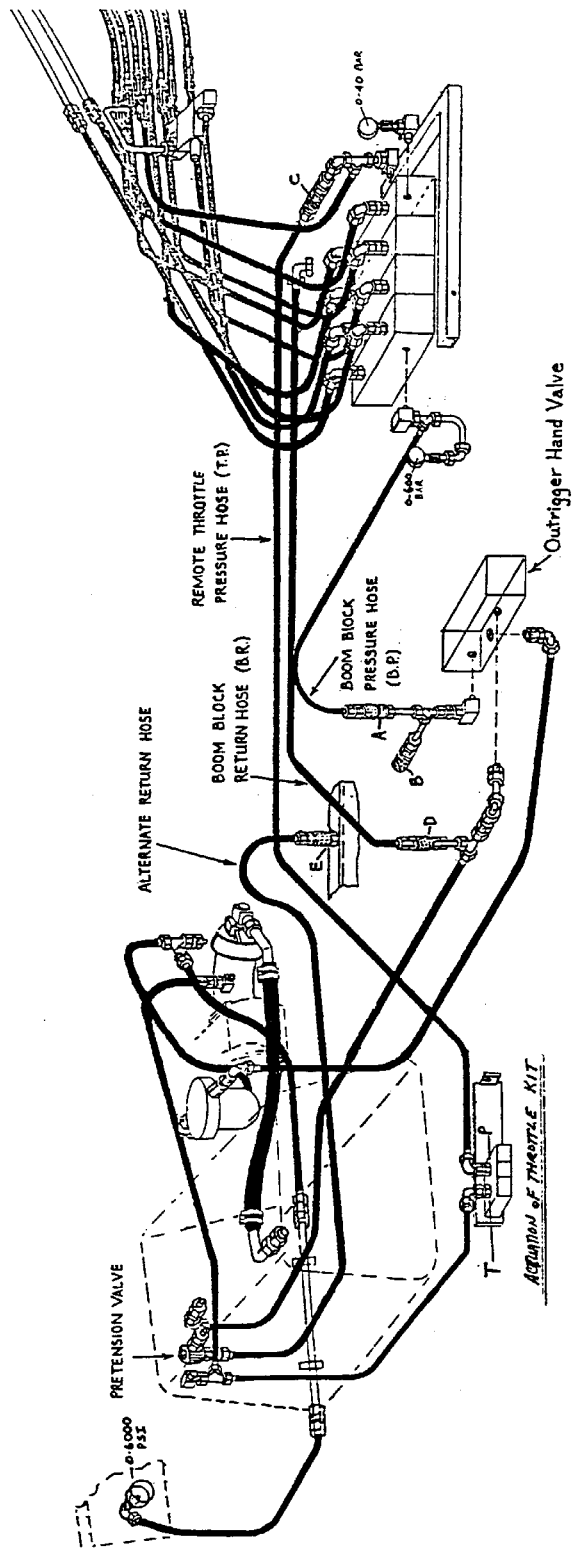 0-6000
PSI
PRETENSION VALVE
ALTERNATE RETURN HOSE
BOOM BLOCK
RETURN HOSE (B.R.)
REMOTE THROTTLE
PRESSURE HOSE (T.P.)
BOOM BLOCK
PRESSURE HOSE
(B.P.)
0-600
BAR
0-40 BAR
A
B
C
D
E
Outrigger Hand Valve
T
P
ACTUATION OF THROTTLE KIT